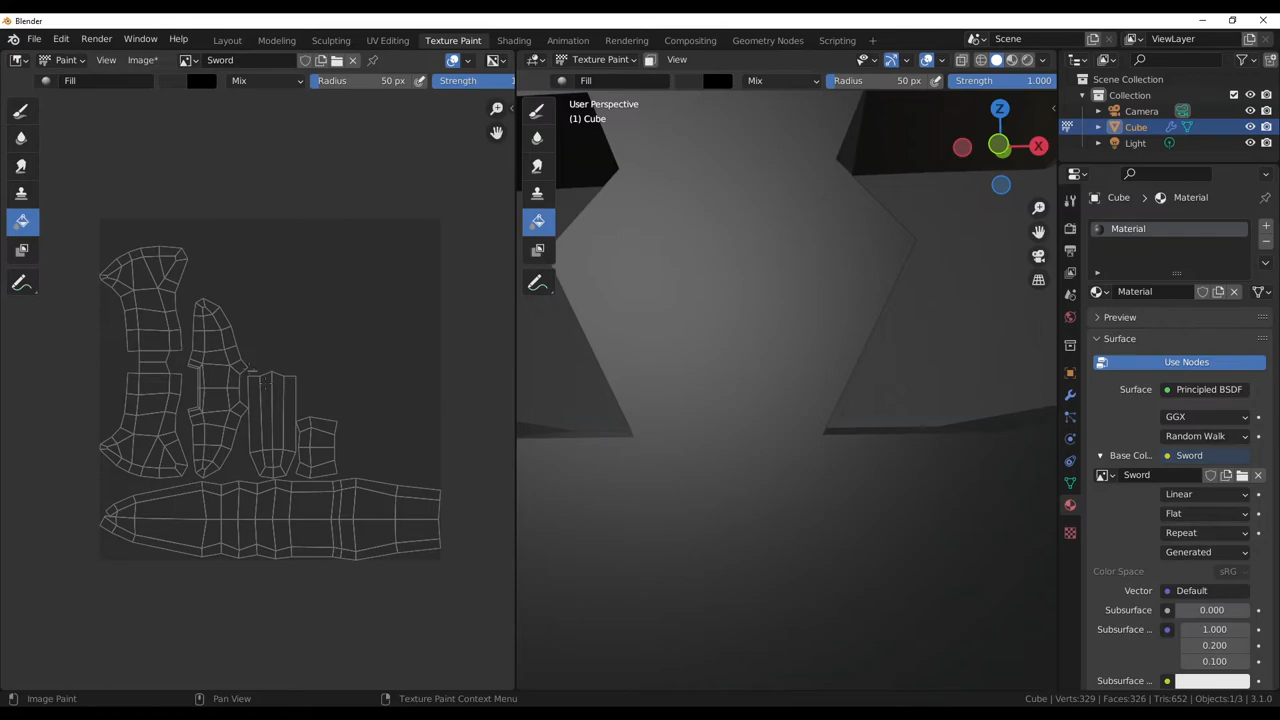 Blender
File Edit Render Window Help Layout Modeling Sculpting UV Editing Texture Paint Shading Animation Rendering Compositing Geometry Nodes Scripting + Scene ViewLayer
Paint View Image* Sword Texture Paint View
Fill Mix Radius 50 px Strength 1 Fill Mix Radius 50 px Strength 1.000
Scene Collection
Collection
Camera
Cube
Light
User Perspective
(1) Cube
Z
X
Cube Material
Material
Material
Preview
Surface
Use Nodes
Surface Principled BSDF
GGX
Random Walk
Base Col... Sword
Sword
Linear
Flat
Repeat
Generated
Color Space sRG
Vector Default
Subsurface 0.000
Subsurface .. 1.000
0.200
0.100
Subsurface ..
Image Paint Pan View Texture Paint Context Menu Cube | Verts:329 | Faces:326 | Tris:652 | Objects:1/3 | 3.1.0